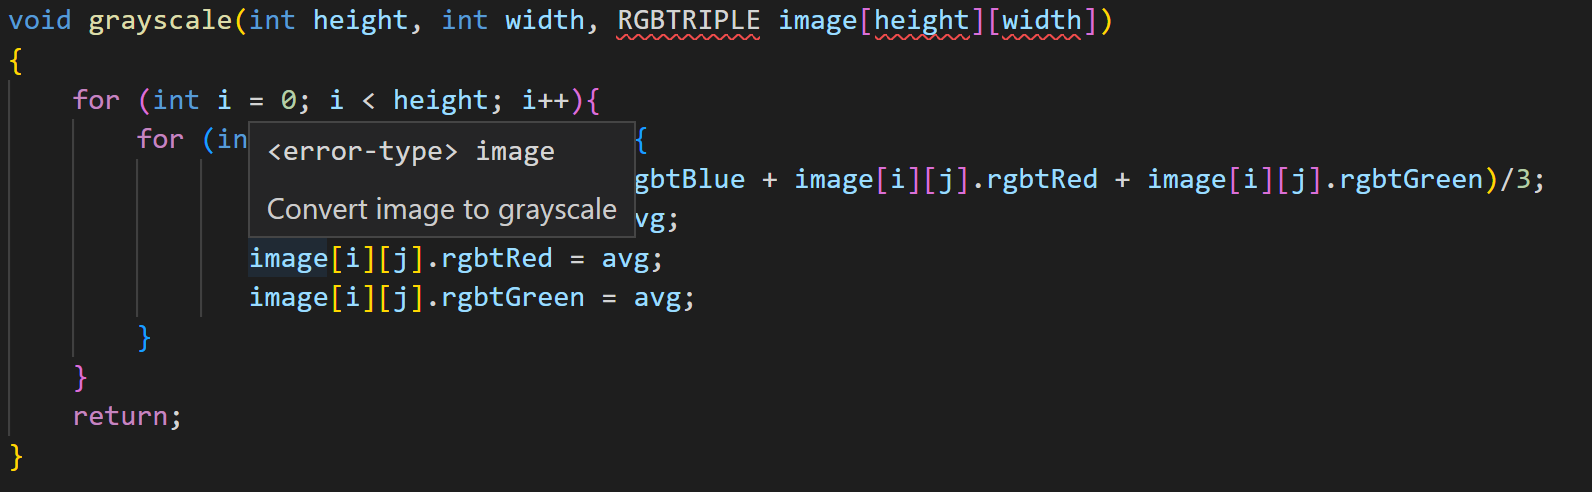 void grayscale(int height, int width, RGBTRIPLE image[height][width])
{
    for (int i = 0; i < height; i++){
        for (in {
<error-type> image
gbtBlue + image[i][j].rgbtRed + image[i][j].rgbtGreen)/3;
Convert image to grayscale
vg;
            image[i][j].rgbtRed = avg;
            image[i][j].rgbtGreen = avg;
        }
    }
    return;
}